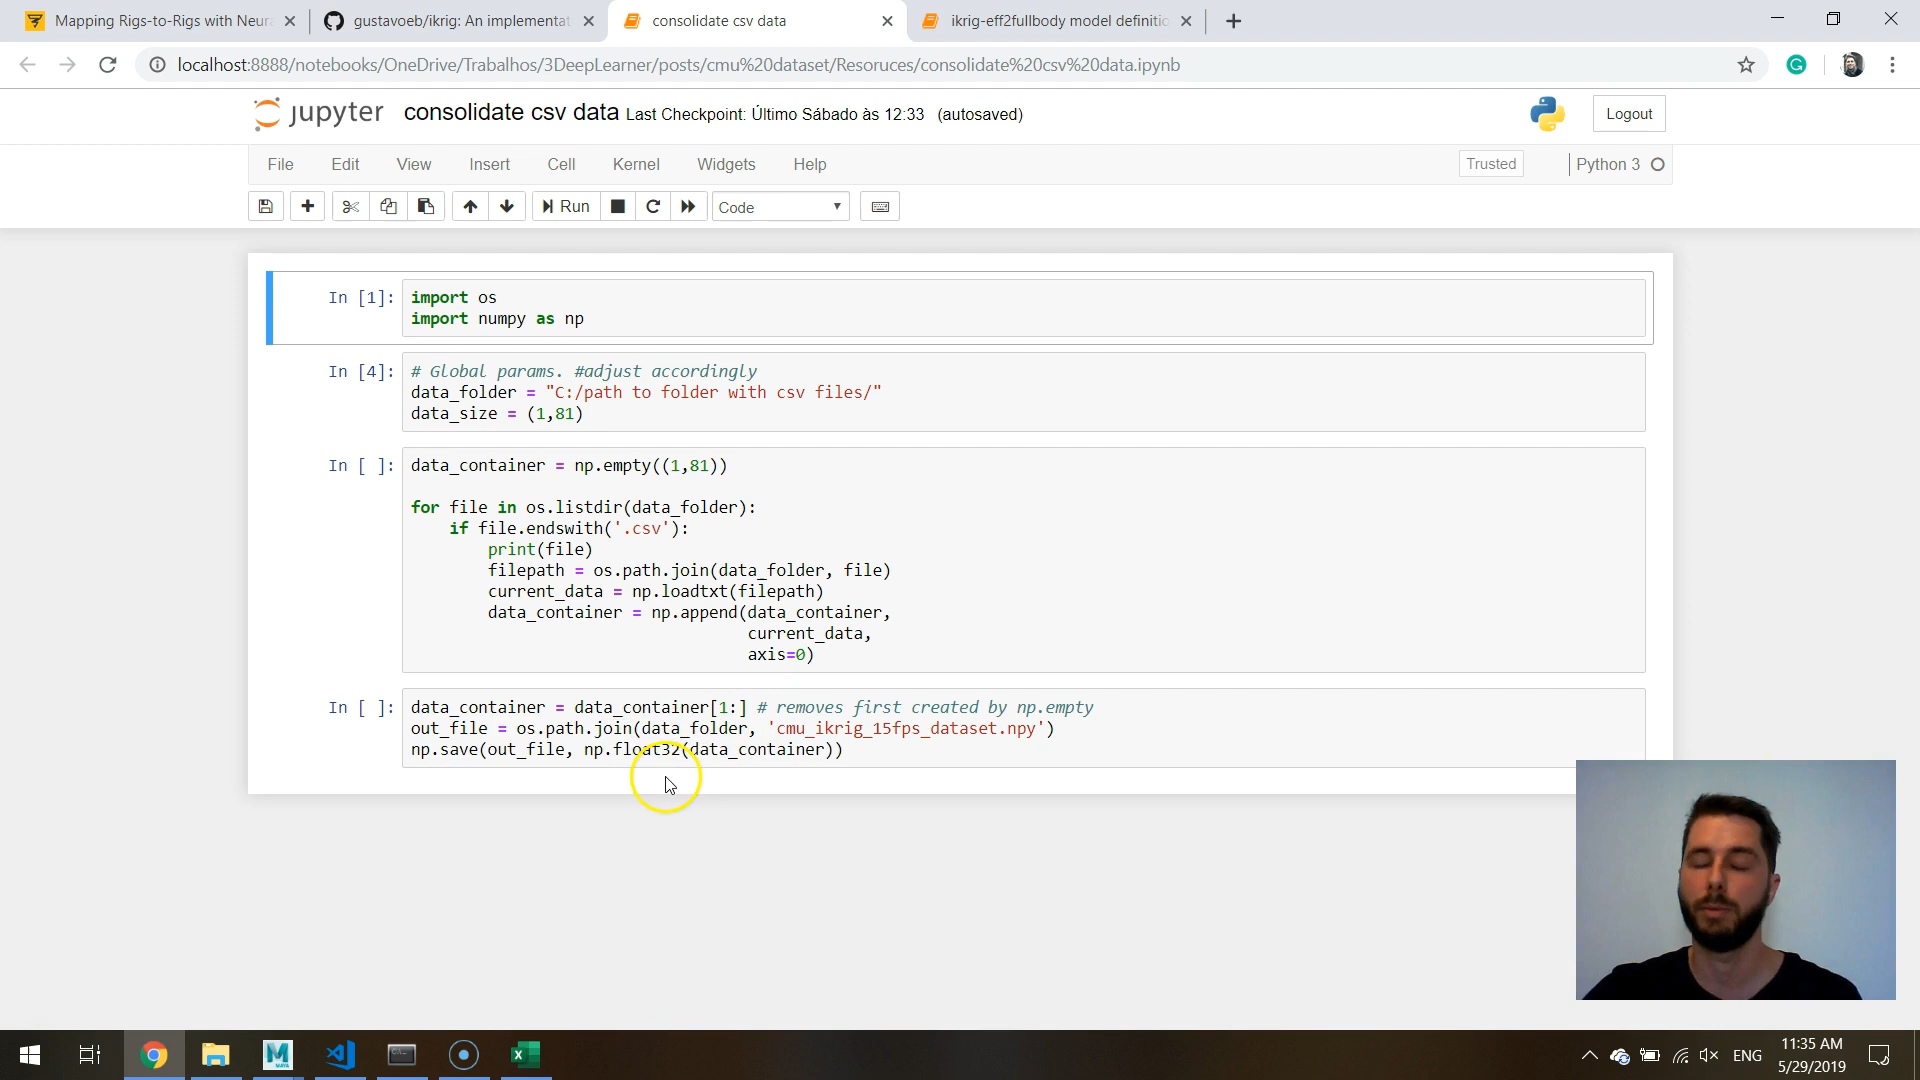 Mapping Rigs-to-Rigs with Neura
gustavoeb/ikrig: An implementat
consolidate csv data
ikrig-eff2fullbody model definitio
localhost:8888/notebooks/OneDrive/Trabalhos/3DeepLearner/posts/cmu%20dataset/Resoruces/consolidate%20csv%20data.ipynb
jupyter consolidate csv data Last Checkpoint: Último Sábado às 12:33 (autosaved)
Logout
File Edit View Insert Cell Kernel Widgets Help
Trusted Python 3
Run Code
In [1]: import os
import numpy as np
In [4]: # Global params. #adjust accordingly
data_folder = "C:/path to folder with csv files/"
data_size = (1,81)
In [ ]: data_container = np.empty((1,81))
for file in os.listdir(data_folder):
if file.endswith('.csv'):
print(file)
filepath = os.path.join(data_folder, file)
current_data = np.loadtxt(filepath)
data_container = np.append(data_container,
current_data,
axis=0)
In [ ]: data_container = data_container[1:] # removes first created by np.empty
out_file = os.path.join(data_folder, 'cmu_ikrig_15fps_dataset.npy')
np.save(out_file, np.float32(data_container))
ENG
11:35 AM
5/29/2019